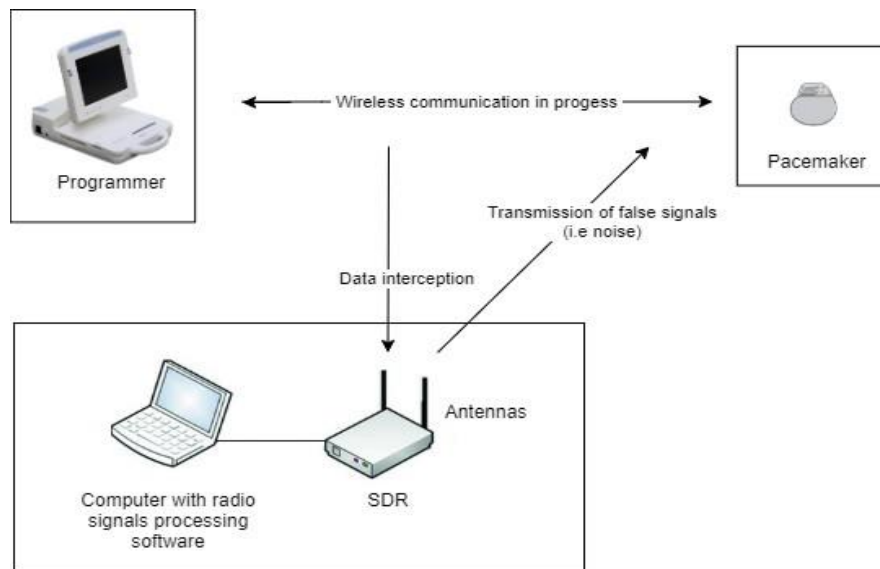 Wireless communication in progess
Programmer
Pacemaker
Transmission of false signals
(i.e noise)
Data interception
Antennas
Computer with radio
signals processing
software
SDR